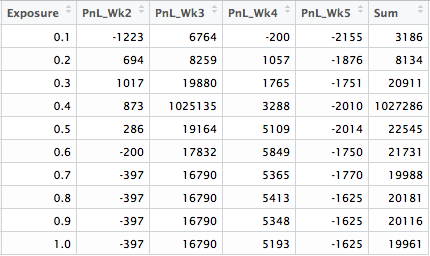 Exposure PnL_Wk2 PnL_Wk3 PnL_Wk4 PnL_Wk5 Sum
0.1 -1223 6764 -200 -2155 3186
0.2 694 8259 1057 -1876 8134
0.3 1017 19880 1765 -1751 20911
0.4 873 1025135 3288 -2010 1027286
0.5 286 19164 5109 -2014 22545
0.6 -200 17832 5849 -1750 21731
0.7 -397 16790 5365 -1770 19988
0.8 -397 16790 5413 -1625 20181
0.9 -397 16790 5348 -1625 20116
1.0 -397 16790 5193 -1625 19961